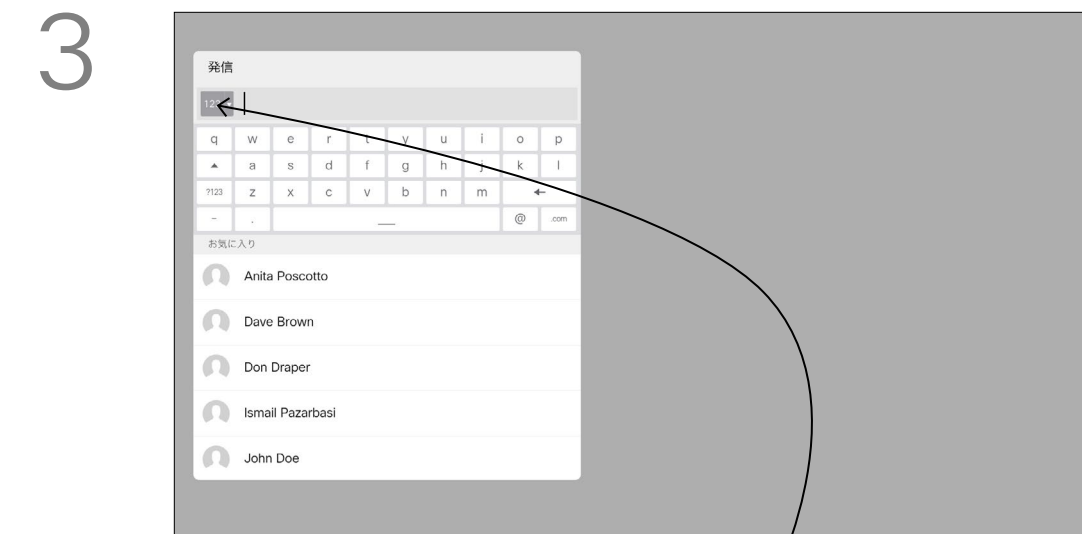 3
発信
q w e r t y u i o p
a s d f g h j k l
?123 z x c v b n m
- . @ .com
お気に入り
Anita Poscotto
Dave Brown
Don Draper
Ismail Pazarbasi
John Doe